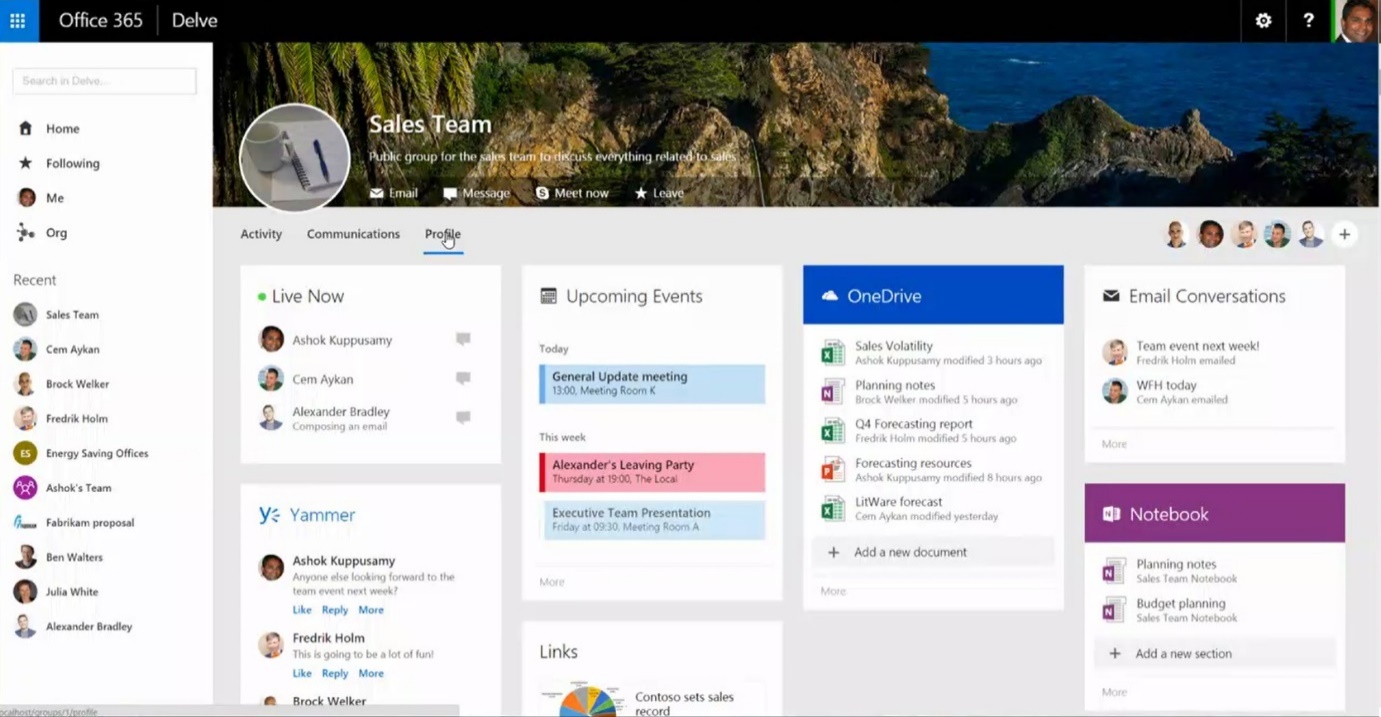 Office 365
Delve
?
Search in Delve...
Home
Following
Me
Org
Recent
Sales Team
Cem Aykan
Brock Welker
Fredrik Holm
ES
Energy Saving Offices
Ashok's Team
Fabrikam proposal
Ben Walters
Julia White
Alexander Bradley
Sales Team
Public group for the sales team to discuss everything related to sales
Email
Message
Meet now
Leave
Activity
Communications
Profile
Live Now
Ashok Kuppusamy
Cem Aykan
Alexander Bradley
Composing an email
Yammer
Ashok Kuppusamy
Anyone else looking forward to the
team event next week?
Like Reply More
Fredrik Holm
This is going to be a lot of fun!
Like Reply More
Brock Welker
Upcoming Events
Today
General Update meeting
13:00, Meeting Room K
This week
Alexander's Leaving Party
Thursday at 19:00, The Local
Executive Team Presentation
Friday at 09:30, Meeting Room A
More
Links
Contoso sets sales
record
OneDrive
Sales Volatility
Ashok Kuppusamy modified 3 hours ago
Planning notes
Brock Welker modified 5 hours ago
Q4 Forecasting report
Fredrik Holm modified 5 hours ago
Forecasting resources
Ashok Kuppusamy modified 8 hours ago
LitWare forecast
Cem Aykan modified yesterday
+ Add a new document
More
Email Conversations
Team event next week!
Fredrik Holm emailed
WFH today
Cem Aykan emailed
More
Notebook
Planning notes
Sales Team Notebook
Budget planning
Sales Team Notebook
+ Add a new section
More
ocalhost/groups/1/profile